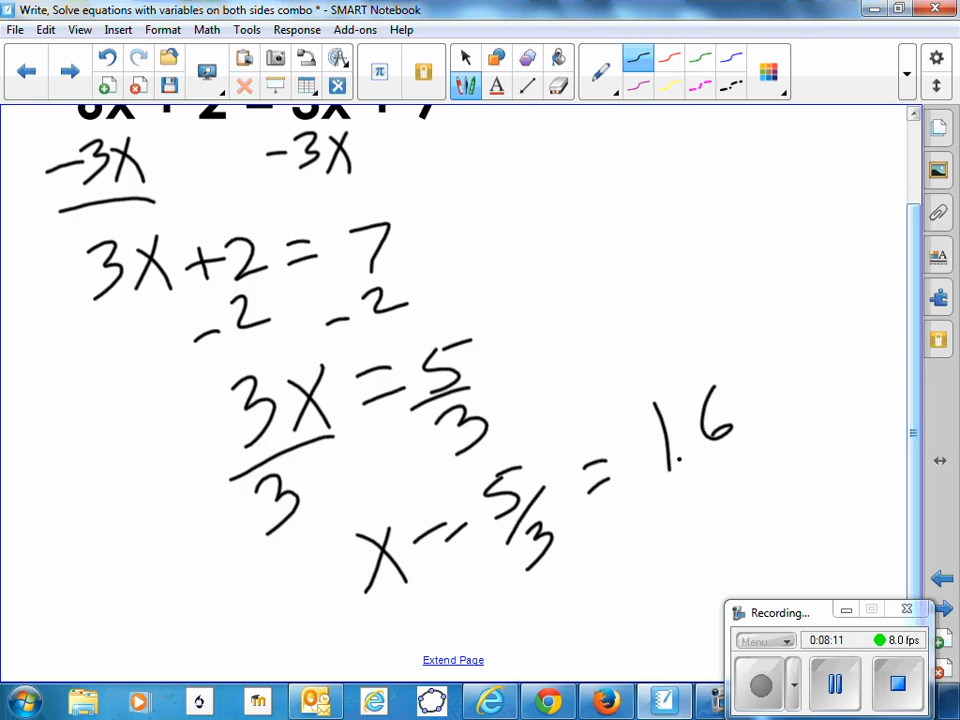 Write, Solve equations with variables on both sides combo * - SMART Notebook
File Edit View Insert Format Math Tools Response Add-ons Help
-3x -3x
3x+2 = 7
-2 -2
3x = 5
3 3
x = 5/3 = 1.6
Recording...
Menu 0:08:11 8.0 fps
Extend Page